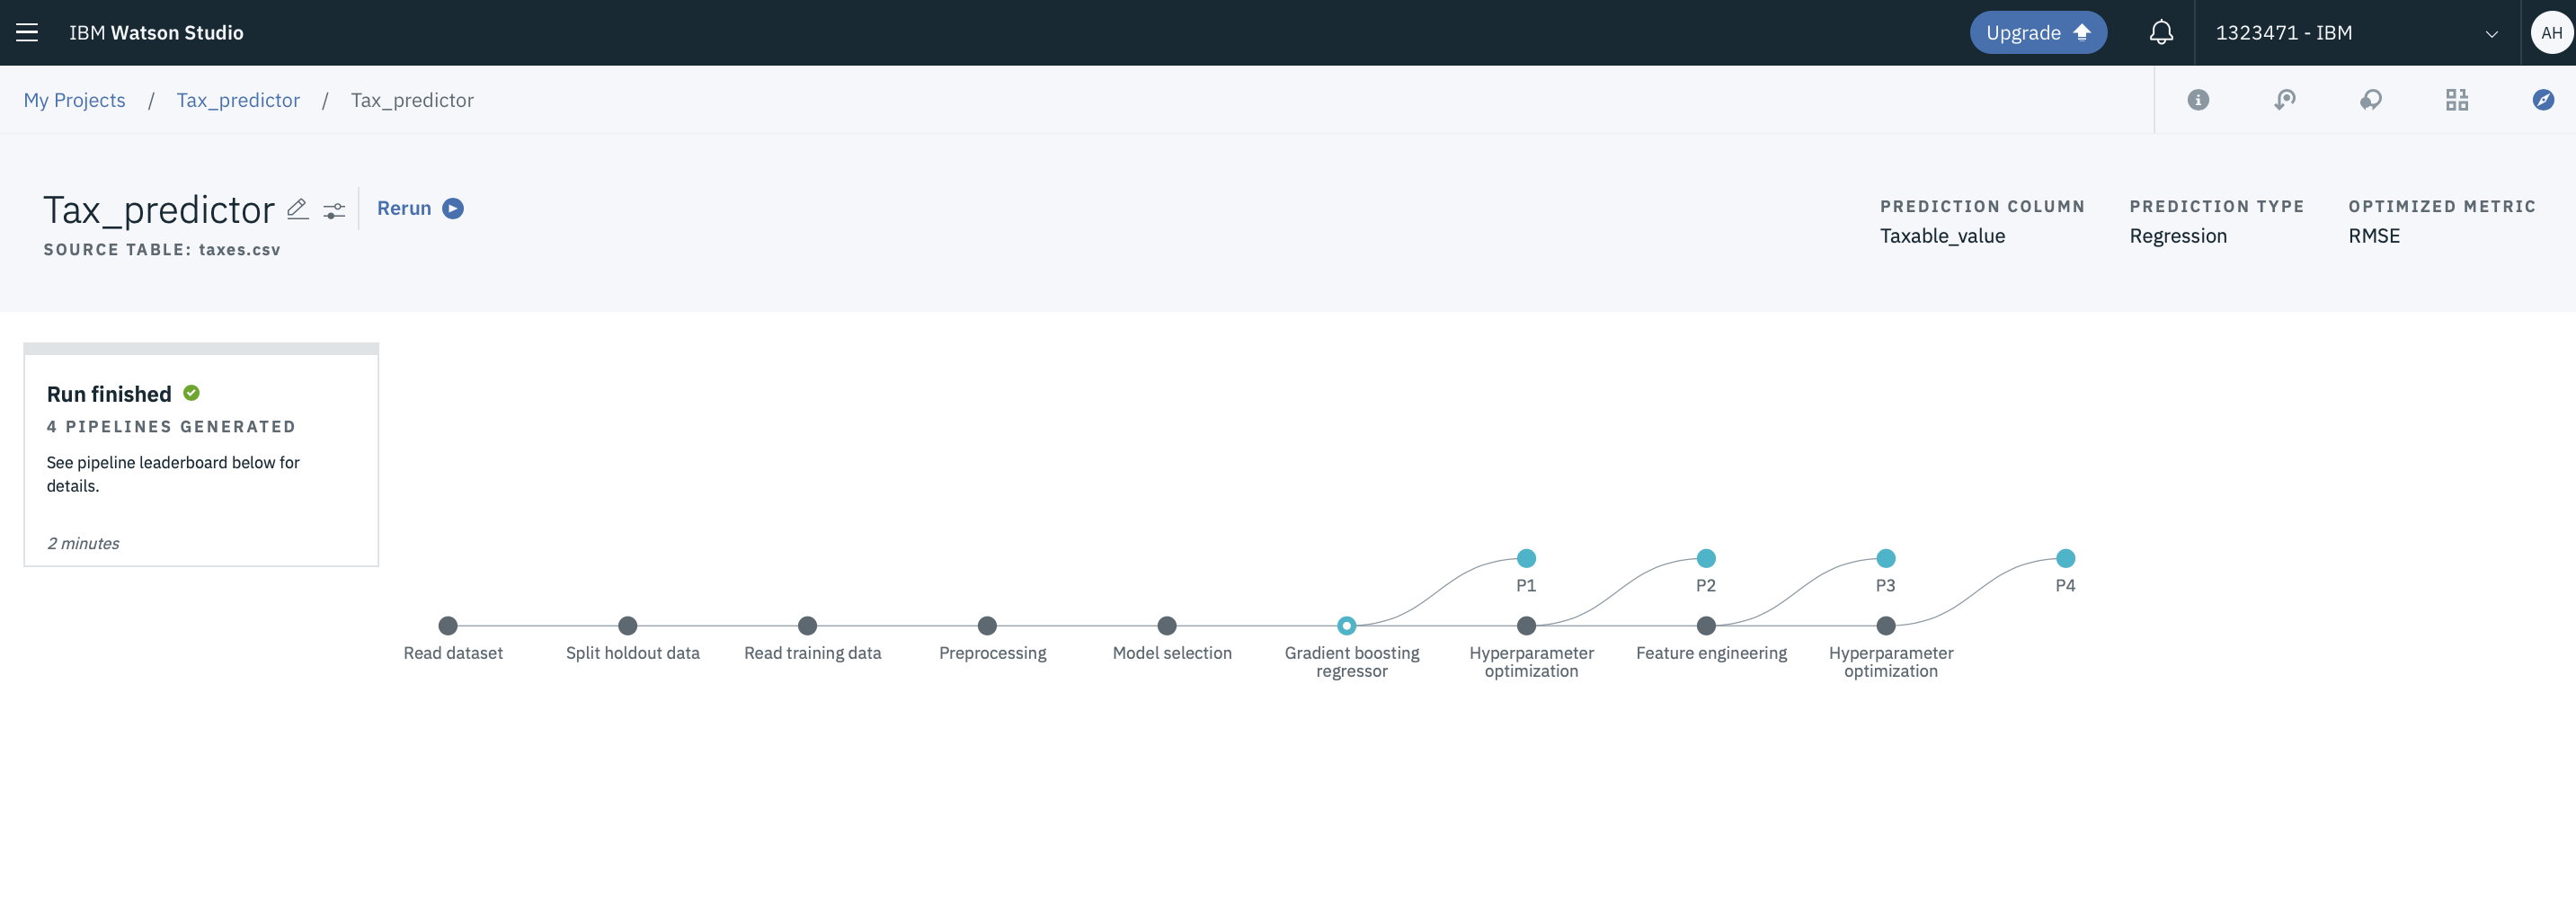 IBM Watson Studio
Upgrade
1323471 - IBM
AH
My Projects / Tax_predictor / Tax_predictor
Tax_predictor
Rerun
SOURCE TABLE: taxes.csv
PREDICTION COLUMN
Taxable_value
PREDICTION TYPE
Regression
OPTIMIZED METRIC
RMSE
Run finished
4 PIPELINES GENERATED
See pipeline leaderboard below for
details.
2 minutes
P1
P2
P3
P4
Read dataset
Split holdout data
Read training data
Preprocessing
Model selection
Gradient boosting
regressor
Hyperparameter
optimization
Feature engineering
Hyperparameter
optimization